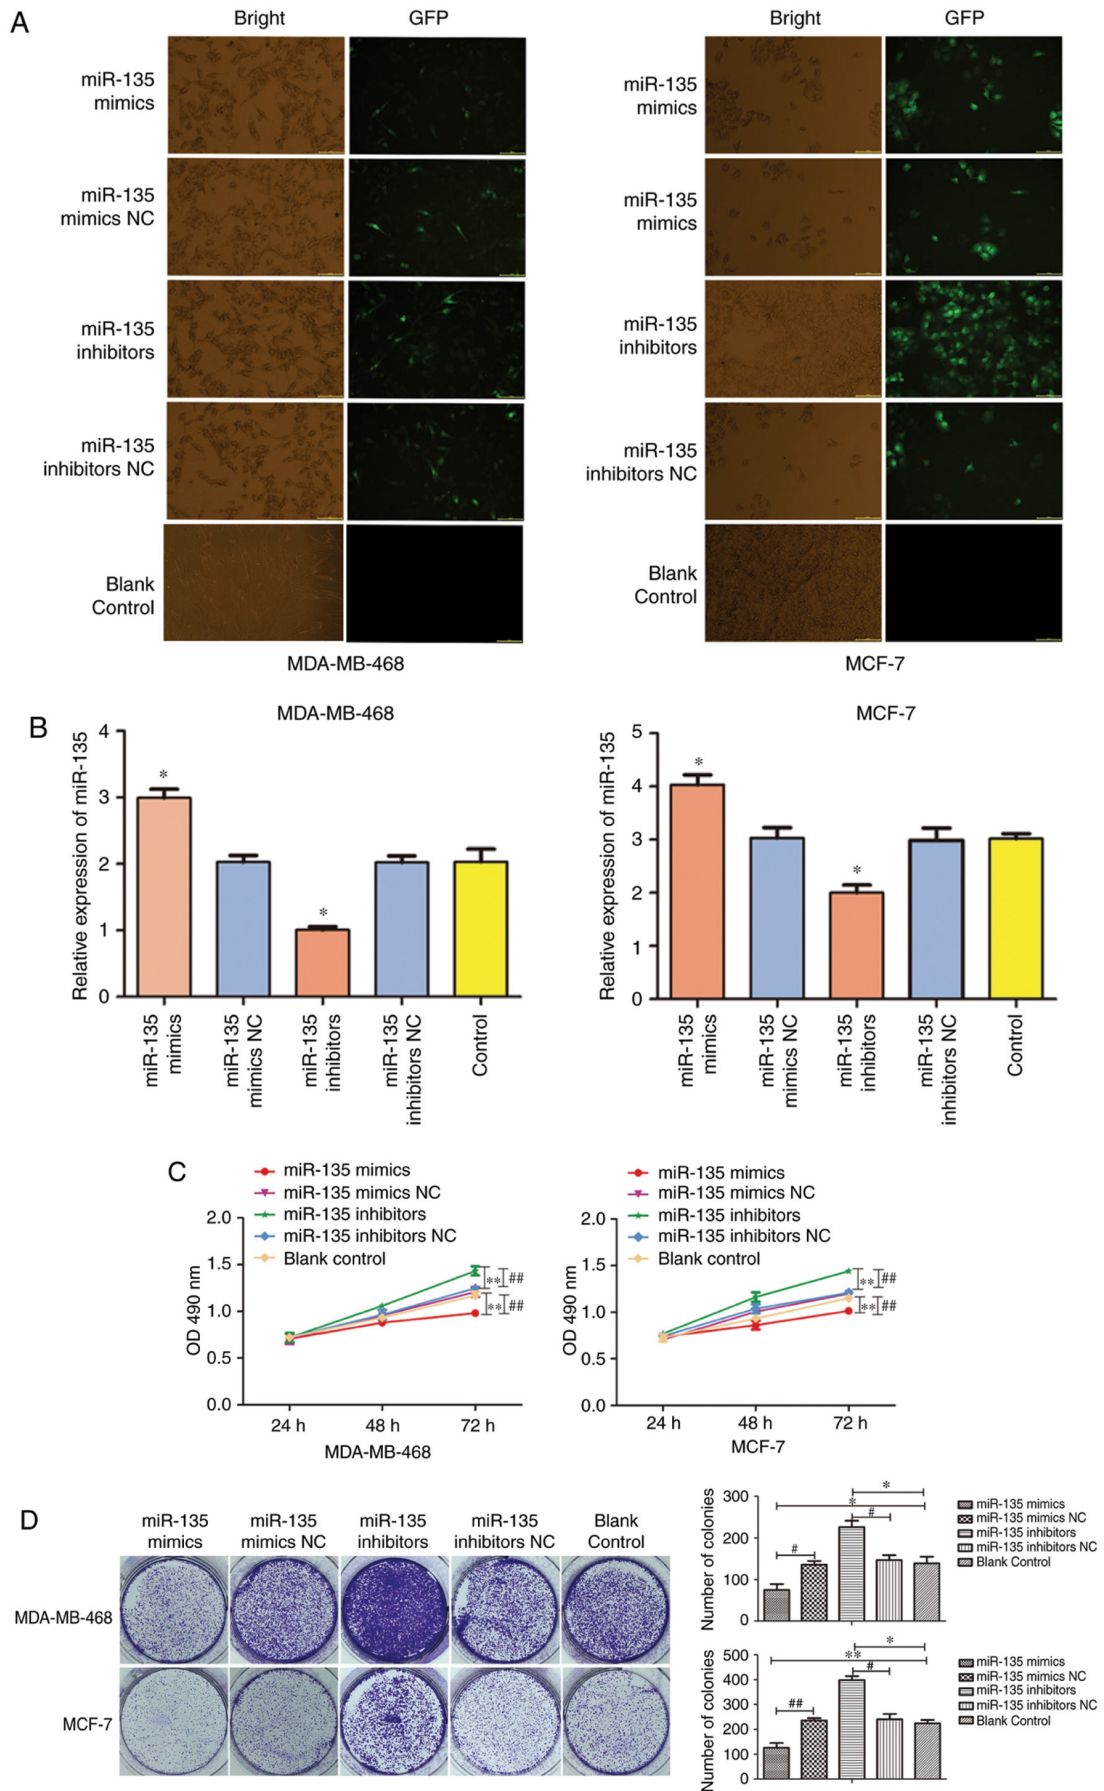 A
Bright
GFP
miR-135
mimics
miR-135
mimics NC
miR-135
inhibitors
miR-135
inhibitors NC
Blank
Control
MDA-MB-468
Bright
GFP
miR-135
mimics
miR-135
mimics
miR-135
inhibitors
miR-135
inhibitors NC
Blank
Control
MCF-7
B
MDA-MB-468
Relative expression of miR-135
4
3
2
1
0
*
*
miR-135
mimics
miR-135
mimics NC
miR-135
inhibitors
miR-135
inhibitors NC
Control
MCF-7
Relative expression of miR-135
5
4
3
2
1
0
*
*
miR-135
mimics
miR-135
mimics NC
miR-135
inhibitors
miR-135
inhibitors NC
Control
C
miR-135 mimics
miR-135 mimics NC
miR-135 inhibitors
miR-135 inhibitors NC
Blank control
OD 490 nm
2.0
1.5
1.0
0.5
0.0
** ##
** ##
24 h 48 h 72 h
MDA-MB-468
miR-135 mimics
miR-135 mimics NC
miR-135 inhibitors
miR-135 inhibitors NC
Blank control
OD 490 nm
2.0
1.5
1.0
0.5
0.0
** ##
** ##
24 h 48 h 72 h
MCF-7
D
miR-135
mimics
miR-135
mimics NC
miR-135
inhibitors
miR-135
inhibitors NC
Blank
Control
MDA-MB-468
MCF-7
Number of colonies
300
200
100
0
*
*
#
#
miR-135 mimics
miR-135 mimics NC
miR-135 inhibitors
miR-135 inhibitors NC
Blank Control
Number of colonies
500
400
300
200
100
0
*
**
#
##
miR-135 mimics
miR-135 mimics NC
miR-135 inhibitors
miR-135 inhibitors NC
Blank Control